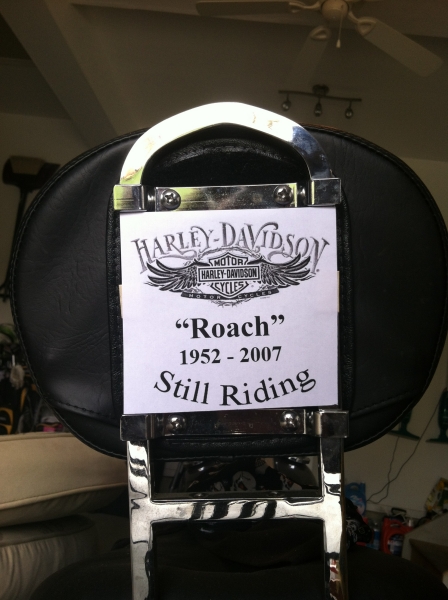 HARLEY-DAVIDSON
MOTOR
HARLEY-DAVIDSON
CYCLES
MOTOR CYCLES
"Roach"
1952 - 2007
Still Riding